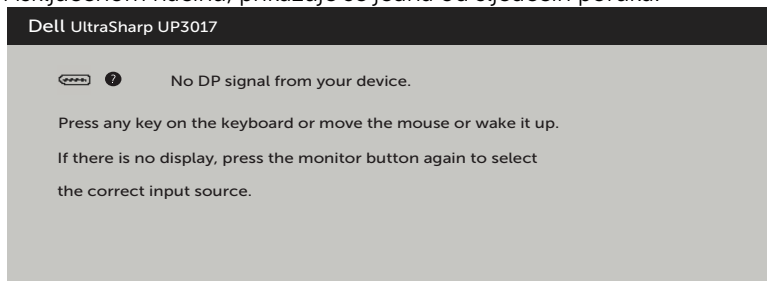 Dell UltraSharp UP3017
No DP signal from your device.
Press any key on the keyboard or move the mouse or wake it up.
If there is no display, press the monitor button again to select
the correct input source.